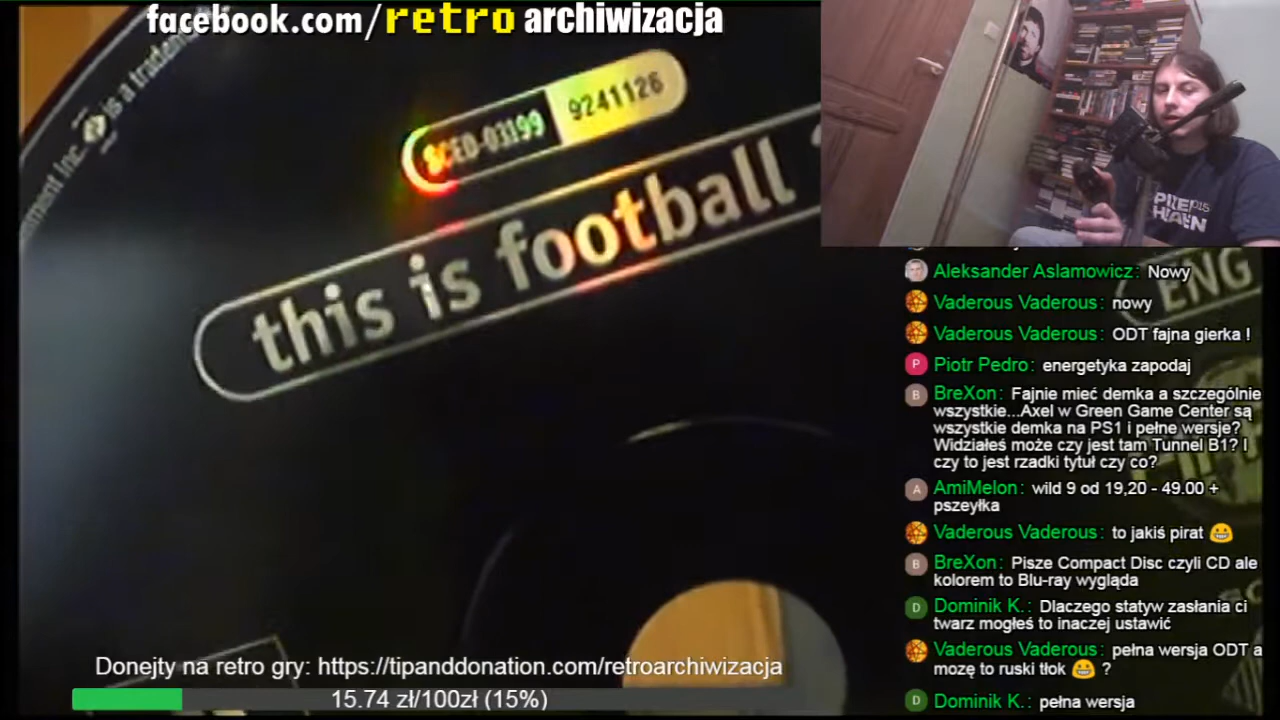 facebook.com/retro archiwizacja
ment Inc. is a tradem
SCED-03199 9241126
this is football
ENG
Aleksander Aslamowicz: Nowy
Vaderous Vaderous: nowy
Vaderous Vaderous: ODT fajna gierka !
Piotr Pedro: energetyka zapodaj
BreXon: Fajnie mieć demka a szczególnie
wszystkie...Axel w Green Game Center są
wszystkie demka na PS1 i pełne wersje?
Widziałeś może czy jest tam Tunnel B1? I
czy to jest rzadki tytuł czy co?
AmiMelon: wild 9 od 19,20 - 49.00 +
pszeyłka
Vaderous Vaderous: to jakiś pirat 😀
BreXon: Pisze Compact Disc czyli CD ale
kolorem to Blu-ray wygląda
Dominik K.: Dlaczego statyw zasłania ci
twarz mogłeś to inaczej ustawić
Vaderous Vaderous: pełna wersja ODT a
mozę to ruski tłok 😀 ?
Dominik K.: pełna wersja
Donejty na retro gry: https://tipanddonation.com/retroarchiwizacja
15.74 zł/100zł (15%)